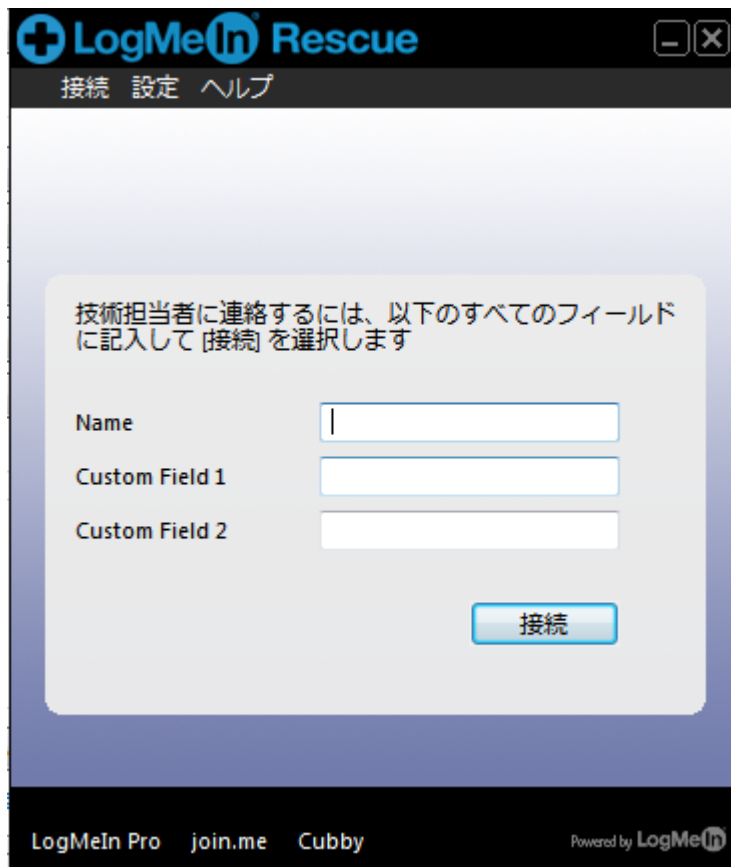 LogMeIn Rescue
接続 設定 ヘルプ
技術担当者に連絡するには、以下のすべてのフィールド
に記入して [接続] を選択します
Name
Custom Field 1
Custom Field 2
接続
LogMeIn Pro join.me Cubby Powered by LogMeIn